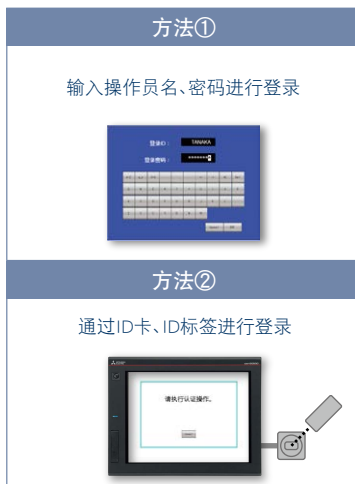 方法①
输入操作员名、密码进行登录
登录ID： TANAKA
登录密码： *******
方法②
通过ID卡、ID标签进行登录
请执行认证操作。